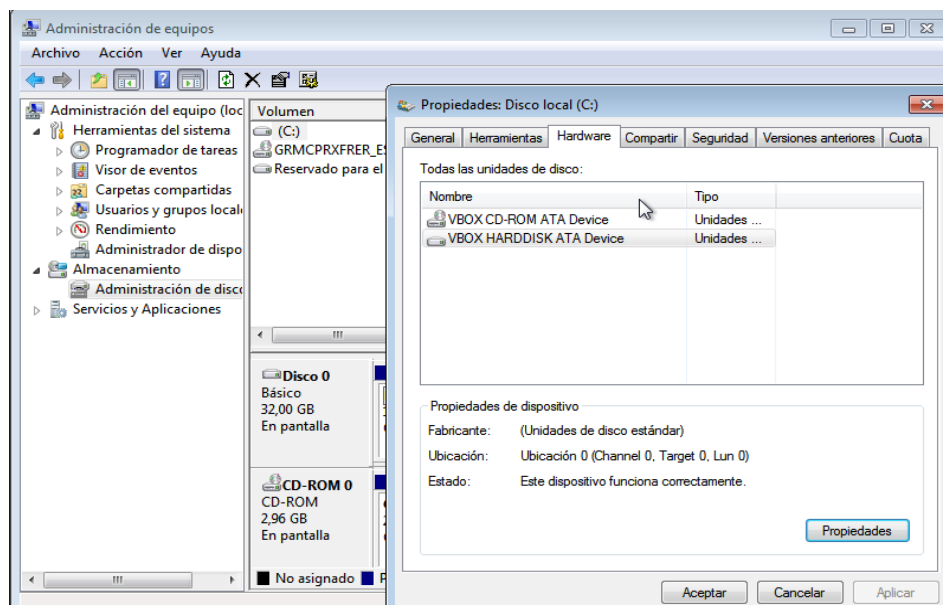 Administración de equipos
Archivo Acción Ver Ayuda
Administración del equipo (loc
Herramientas del sistema
Programador de tareas
Visor de eventos
Carpetas compartidas
Usuarios y grupos local
Rendimiento
Administrador de dispo
Almacenamiento
Administración de disc
Servicios y Aplicaciones
Volumen
(C:)
GRMCPRXFRER_ES
Reservado para el
Disco 0
Básico
32,00 GB
En pantalla
CD-ROM 0
CD-ROM
2,96 GB
En pantalla
No asignado P
Propiedades: Disco local (C:)
General Herramientas Hardware Compartir Seguridad Versiones anteriores Cuota
Todas las unidades de disco:
Nombre Tipo
VBOX CD-ROM ATA Device Unidades ...
VBOX HARDDISK ATA Device Unidades ...
Propiedades de dispositivo
Fabricante: (Unidades de disco estándar)
Ubicación: Ubicación 0 (Channel 0, Target 0, Lun 0)
Estado: Este dispositivo funciona correctamente.
Propiedades
Aceptar Cancelar Aplicar